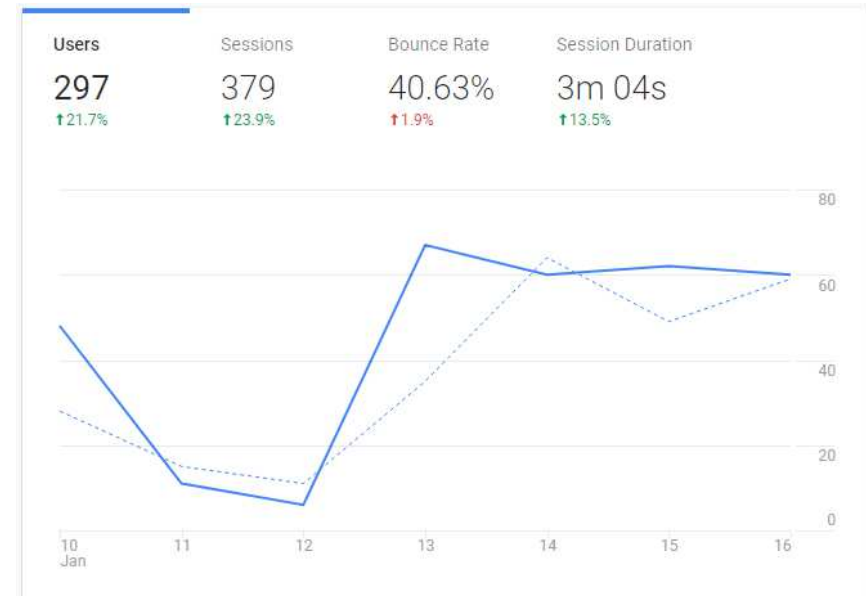 Users Sessions Bounce Rate Session Duration
297 379 40.63% 3m 04s
↑21.7% ↑23.9% ↑1.9% ↑13.5%
80
60
40
20
0
10 11 12 13 14 15 16
Jan